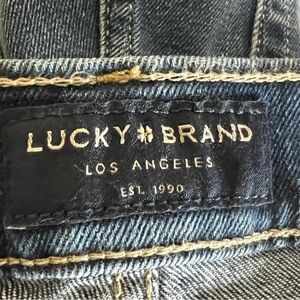 LUCKY BRAND
LOS ANGELES
EST. 1990